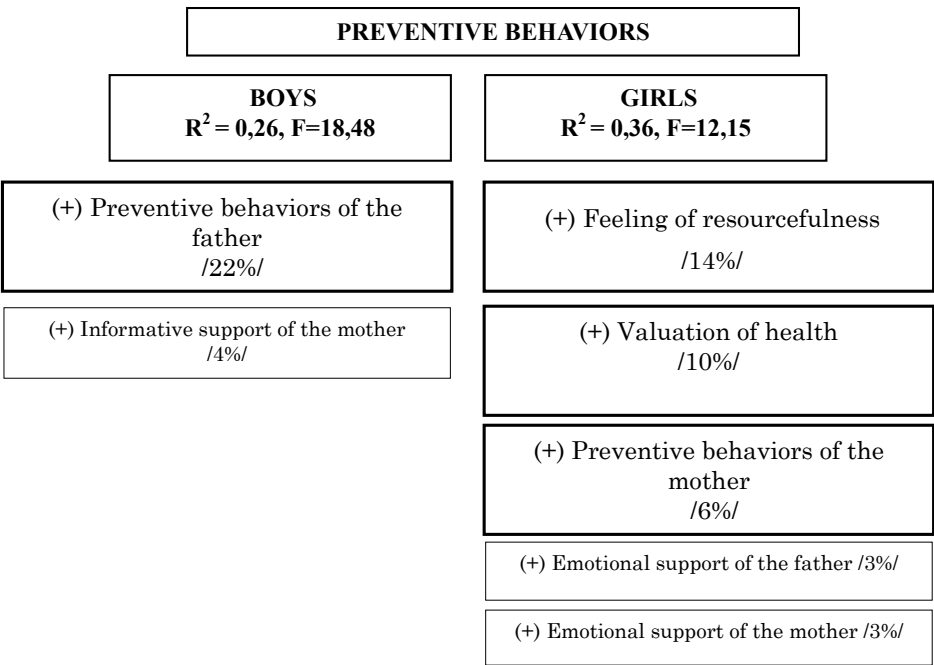 PREVENTIVE BEHAVIORS
BOYS
R² = 0,26, F=18,48
GIRLS
R² = 0,36, F=12,15
(+) Preventive behaviors of the
father
/22%/
(+) Informative support of the mother
/4%/
(+) Feeling of resourcefulness
/14%/
(+) Valuation of health
/10%/
(+) Preventive behaviors of the
mother
/6%/
(+) Emotional support of the father /3%/
(+) Emotional support of the mother /3%/